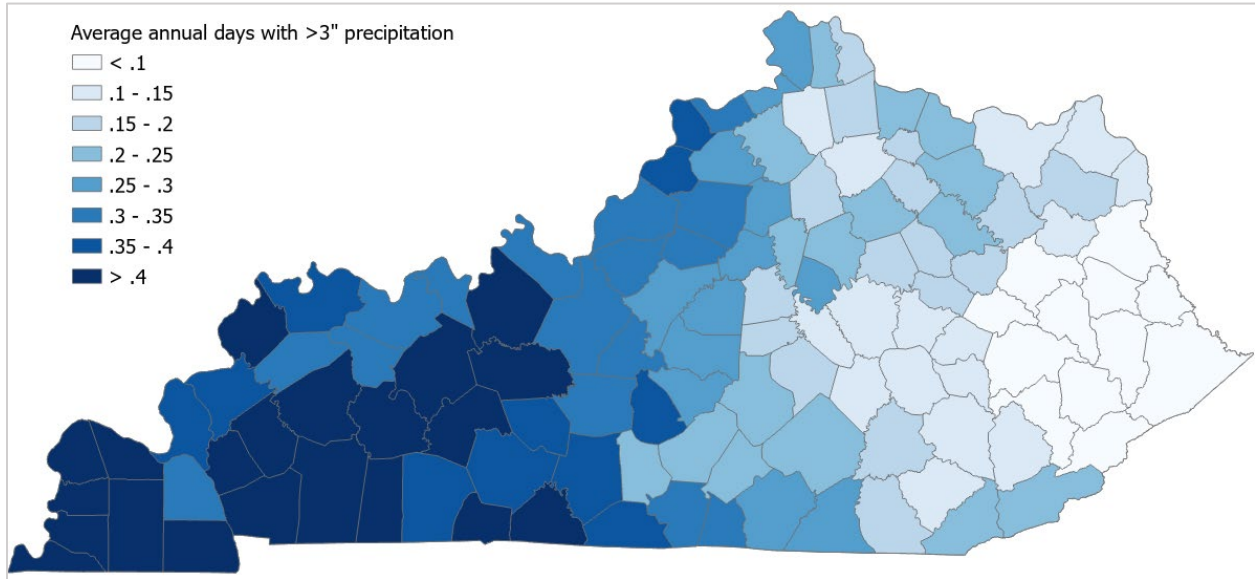 Average annual days with >3" precipitation
< .1
.1 - .15
.15 - .2
.2 - .25
.25 - .3
.3 - .35
.35 - .4
> .4